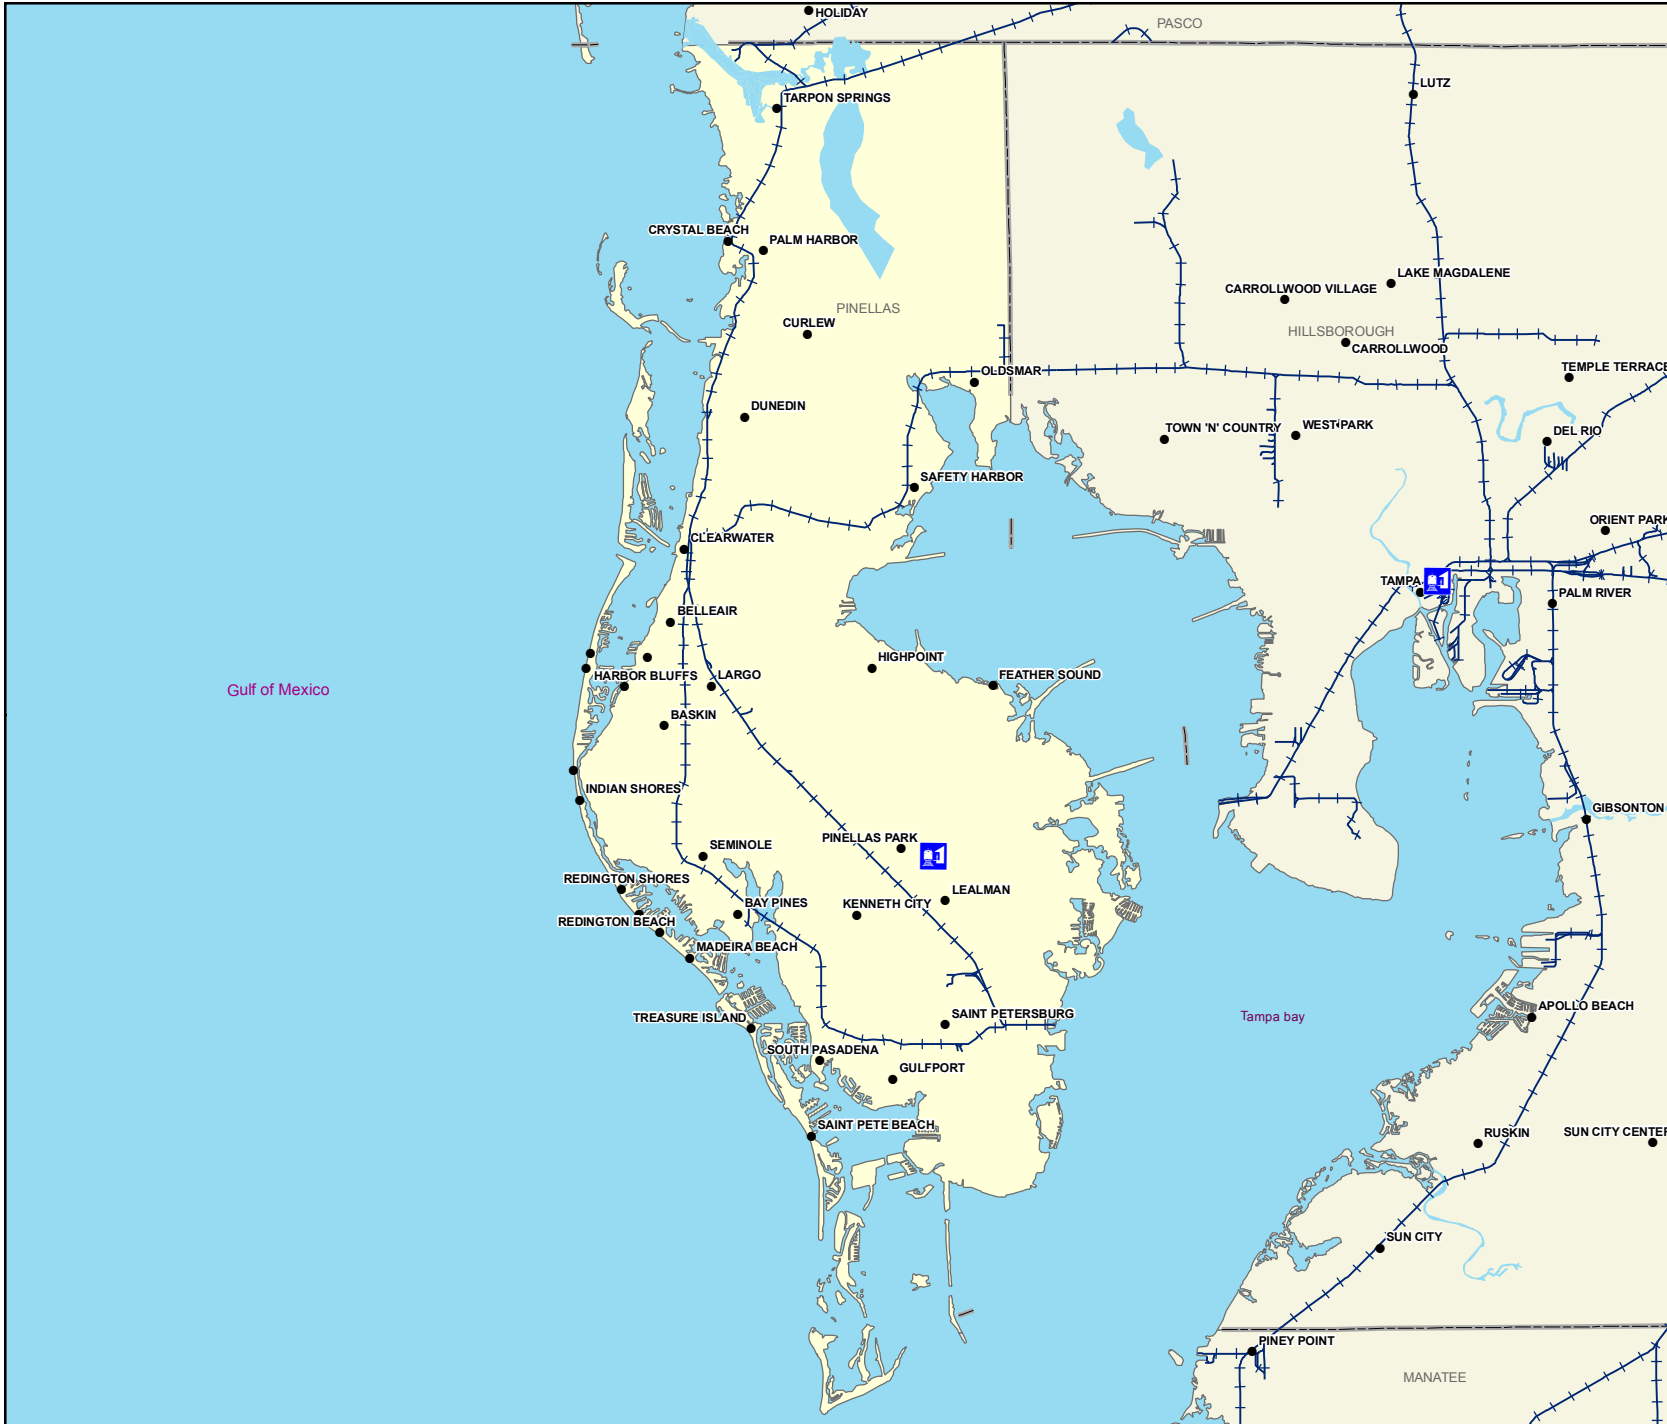 HOLIDAY
PASCO
LUTZ
TARPON SPRINGS
CRYSTAL BEACH
PALM HARBOR
LAKE MAGDALENE
CARROLLWOOD VILLAGE
PINELLAS
CURLEW
HILLSBOROUGH
CARROLLWOOD
OLDSMAR
TEMPLE TERRACE
DUNEDIN
TOWN 'N' COUNTRY
WEST PARK
DEL RIO
SAFETY HARBOR
ORIENT PARK
CLEARWATER
TAMPA
PALM RIVER
BELLEAIR
HIGHPOINT
HARBOR BLUFFS
LARGO
FEATHER SOUND
Gulf of Mexico
BASKIN
INDIAN SHORES
GIBSONTON
PINELLAS PARK
SEMINOLE
REDINGTON SHORES
LEALMAN
BAY PINES
KENNETH CITY
REDINGTON BEACH
MADEIRA BEACH
APOLLO BEACH
TREASURE ISLAND
SAINT PETERSBURG
Tampa bay
SOUTH PASADENA
GULFPORT
SAINT PETE BEACH
RUSKIN
SUN CITY CENTER
SUN CITY
PINEY POINT
MANATEE